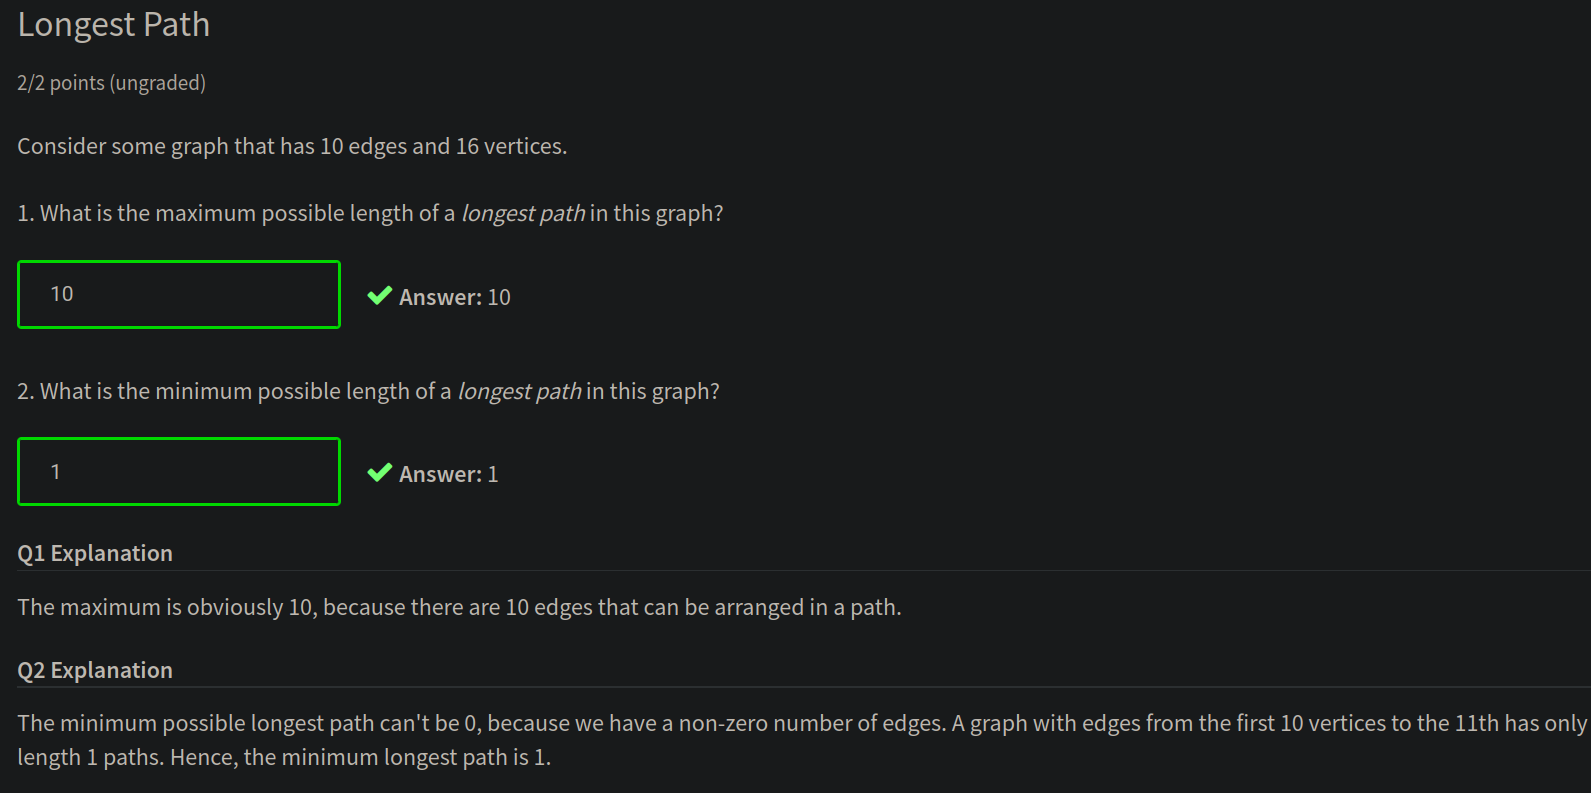 Longest Path
2/2 points (ungraded)
Consider some graph that has 10 edges and 16 vertices.
1. What is the maximum possible length of a longest path in this graph?
10
Answer: 10
2. What is the minimum possible length of a longest path in this graph?
1
Answer: 1
Q1 Explanation
The maximum is obviously 10, because there are 10 edges that can be arranged in a path.
Q2 Explanation
The minimum possible longest path can't be 0, because we have a non-zero number of edges. A graph with edges from the first 10 vertices to the 11th has only
length 1 paths. Hence, the minimum longest path is 1.